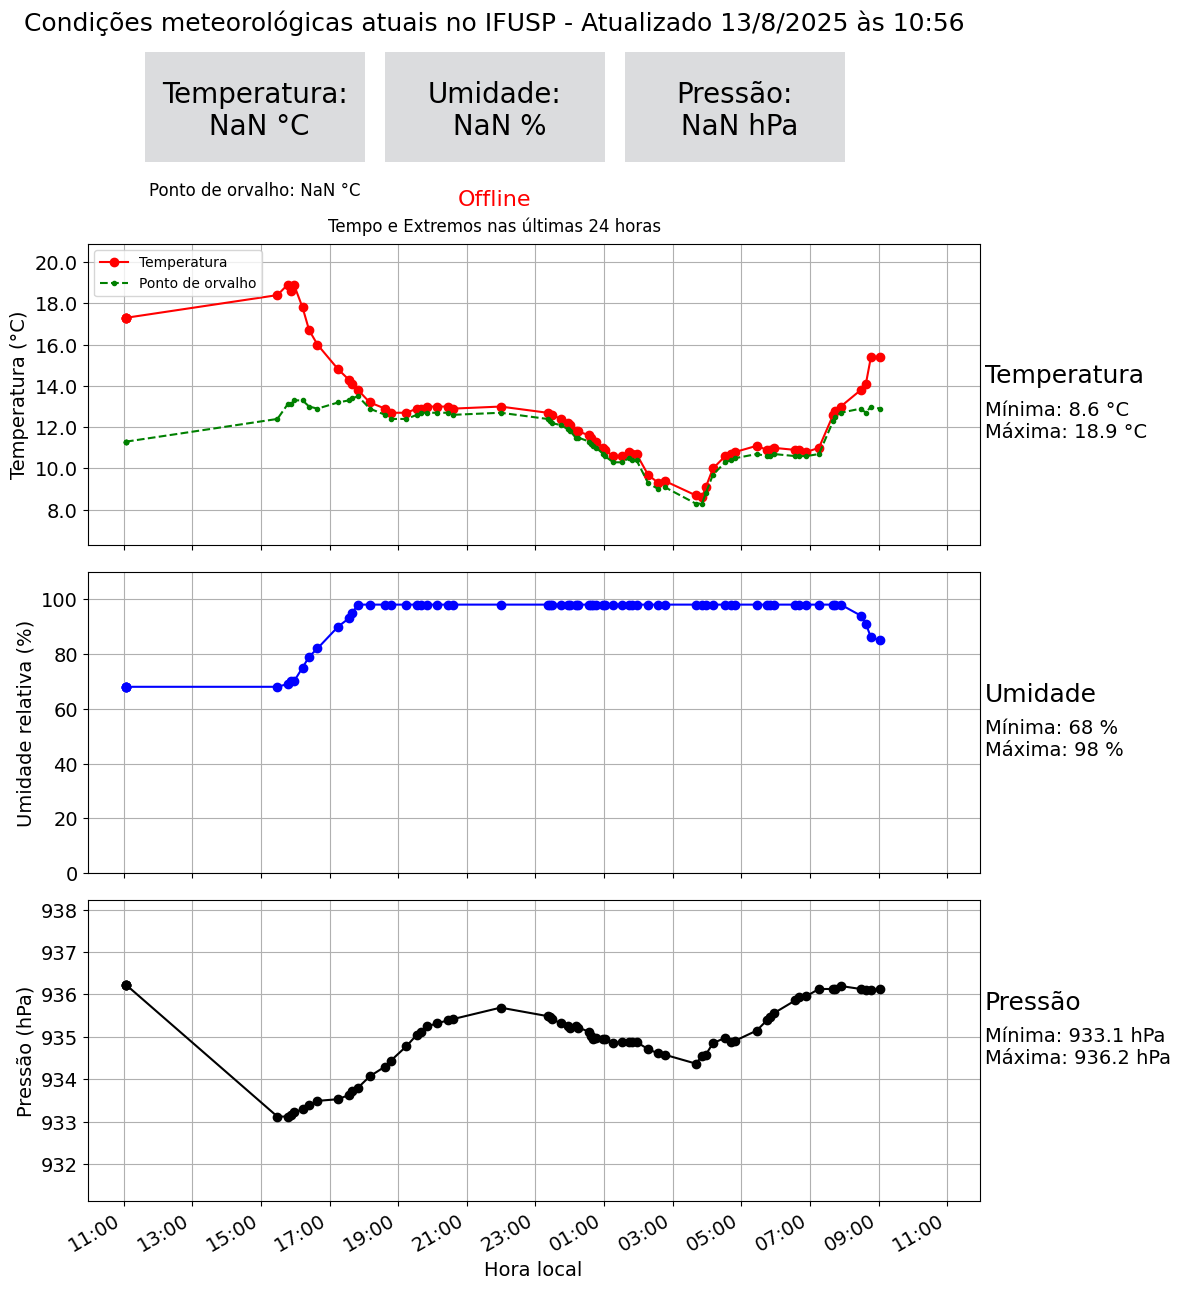 Condições meteorológicas atuais no IFUSP - Atualizado 13/8/2025 às 10:56
Temperatura:
NaN °C
Umidade:
NaN %
Pressão:
NaN hPa
Ponto de orvalho: NaN °C
Offline
Tempo e Extremos nas últimas 24 horas
Temperatura
Ponto de orvalho
Temperatura (°C)
20.0
18.0
16.0
14.0
12.0
10.0
8.0
Temperatura
Mínima: 8.6 °C
Máxima: 18.9 °C
Umidade relativa (%)
100
80
60
40
20
0
Umidade
Mínima: 68 %
Máxima: 98 %
Pressão (hPa)
938
937
936
935
934
933
932
Pressão
Mínima: 933.1 hPa
Máxima: 936.2 hPa
11:00 13:00 15:00 17:00 19:00 21:00 23:00 01:00 03:00 05:00 07:00 09:00 11:00
Hora local